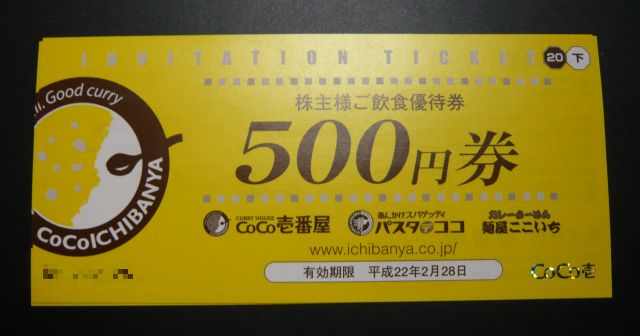 INVITATION TICKET
20 下
株主様ご飲食優待券
500円券
Good curry
CoCoICHIBANYA
CURRY HOUSE
CoCo壱番屋
あんかけスパゲッティ
パスタデココ
カレーらーめん
麺屋ここいち
www.ichibanya.co.jp/
有効期限 平成22年2月28日
CoCo壱